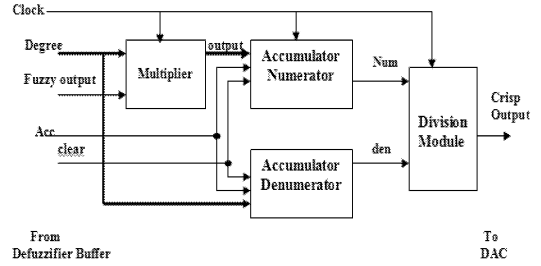 Clock
Degree
output
Fuzzy output
Multiplier
Accumulator
Numerator
Num
Crisp
Output
Division
Module
Acc
clear
den
Accumulator
Denumerator
From
Defuzzifier Buffer
To
DAC